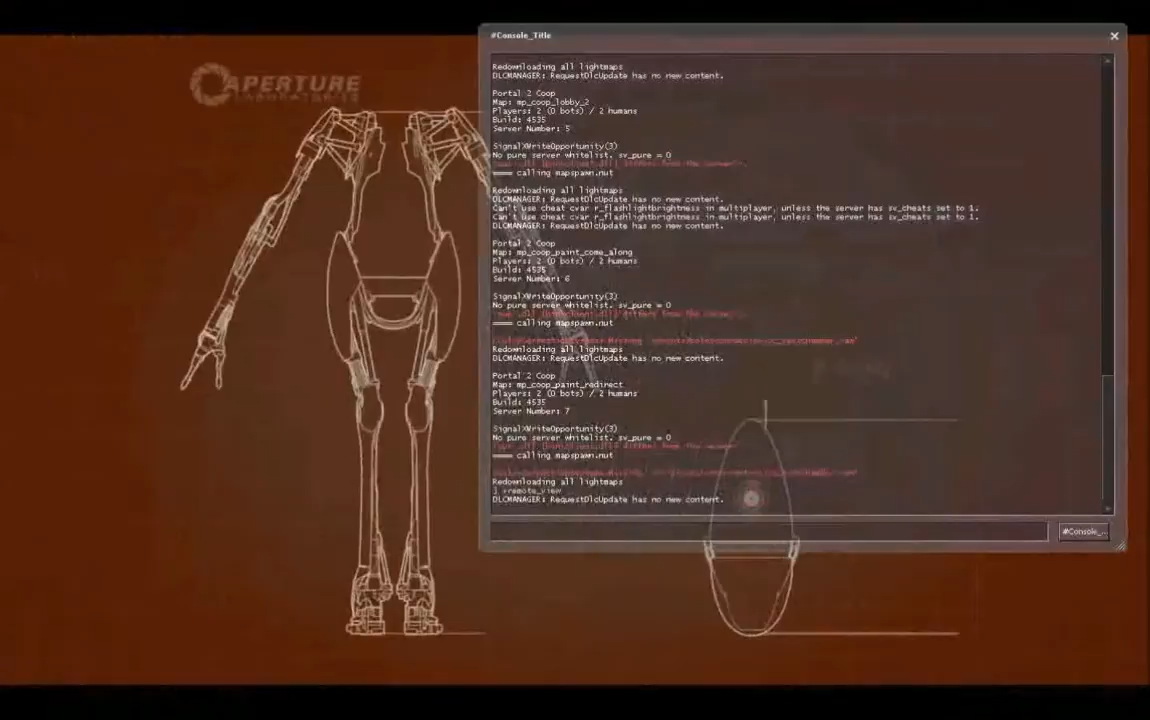 #Console_Title
APERTURE
LABORATORIES
Redownloading all lightmaps
DLCMANAGER: RequestDlcUpdate has no new content.
Portal 2 Coop
Map: mp_coop_lobby_2
Players: 2 (0 bots) / 2 humans
Build: 4535
Server Number: 5
SignalXWriteOpportunity(3)
No pure server whitelist. sv_pure = 0
==== calling mapspawn.nut
Redownloading all lightmaps
DLCMANAGER: RequestDlcUpdate has no new content.
Can't use cheat cvar r_flashlightbrightness in multiplayer, unless the server has sv_cheats set to 1.
Can't use cheat cvar r_flashlightbrightness in multiplayer, unless the server has sv_cheats set to 1.
DLCMANAGER: RequestDlcUpdate has no new content.
Portal 2 Coop
Map: mp_coop_paint_come_along
Players: 2 (0 bots) / 2 humans
Build: 4535
Server Number: 6
SignalXWriteOpportunity(3)
No pure server whitelist. sv_pure = 0
==== calling mapspawn.nut
Redownloading all lightmaps
DLCMANAGER: RequestDlcUpdate has no new content.
Portal 2 Coop
Map: mp_coop_paint_redirect
Players: 2 (0 bots) / 2 humans
Build: 4535
Server Number: 7
SignalXWriteOpportunity(3)
No pure server whitelist. sv_pure = 0
==== calling mapspawn.nut
Redownloading all lightmaps
] +remote_view
DLCMANAGER: RequestDlcUpdate has no new content.
#Console_...